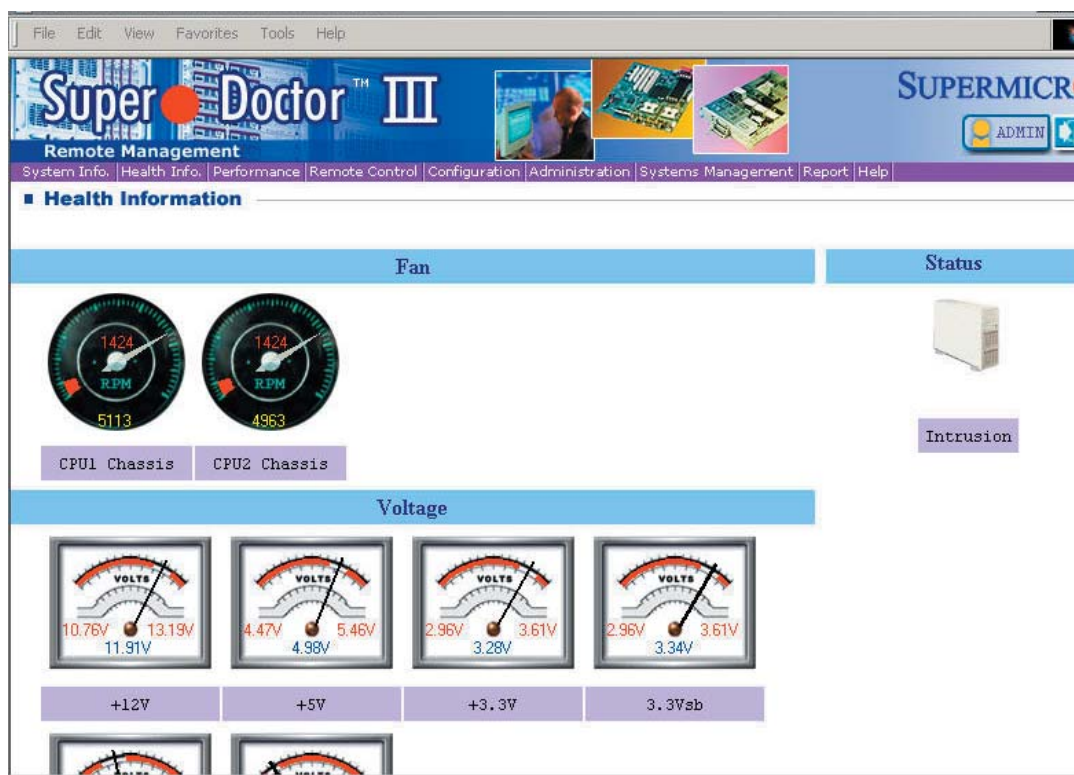 File Edit View Favorites Tools Help
Super Doctor™ III
Remote Management
SUPERMICR
ADMIN
System Info. Health Info. Performance Remote Control Configuration Administration Systems Management Report Help
Health Information
Fan
Status
1424
RPM
5113
1424
RPM
4963
CPU1 Chassis
CPU2 Chassis
Intrusion
Voltage
VOLTS
10.76V 13.19V
11.91V
VOLTS
4.47V 5.46V
4.98V
VOLTS
2.96V 3.61V
3.28V
VOLTS
2.96V 3.61V
3.34V
+12V
+5V
+3.3V
3.3Vsb
VOLTS
VOLTS